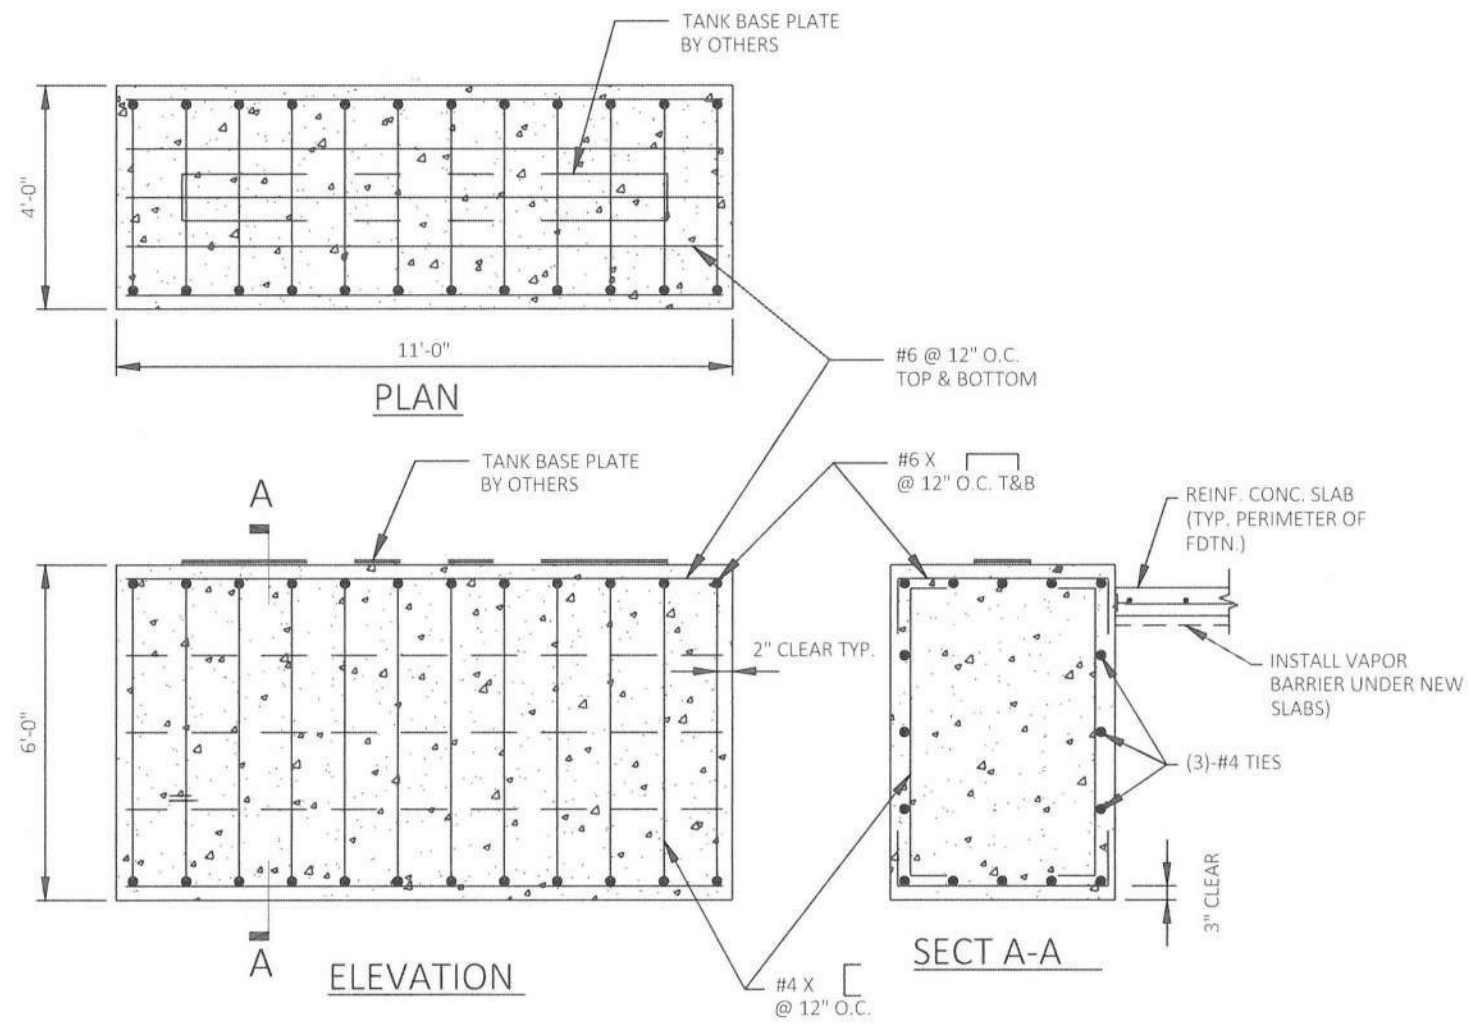 TANK BASE PLATE
BY OTHERS
4'-0"
11'-0"
PLAN
#6 @ 12" O.C.
TOP & BOTTOM
TANK BASE PLATE
BY OTHERS
#6 X
@ 12" O.C. T&B
A
REINF. CONC. SLAB
(TYP. PERIMETER OF
FDTN.)
2" CLEAR TYP.
INSTALL VAPOR
BARRIER UNDER NEW
SLABS)
6'-0"
(3)-#4 TIES
3" CLEAR
A
ELEVATION
SECT A-A
#4 X
@ 12" O.C.